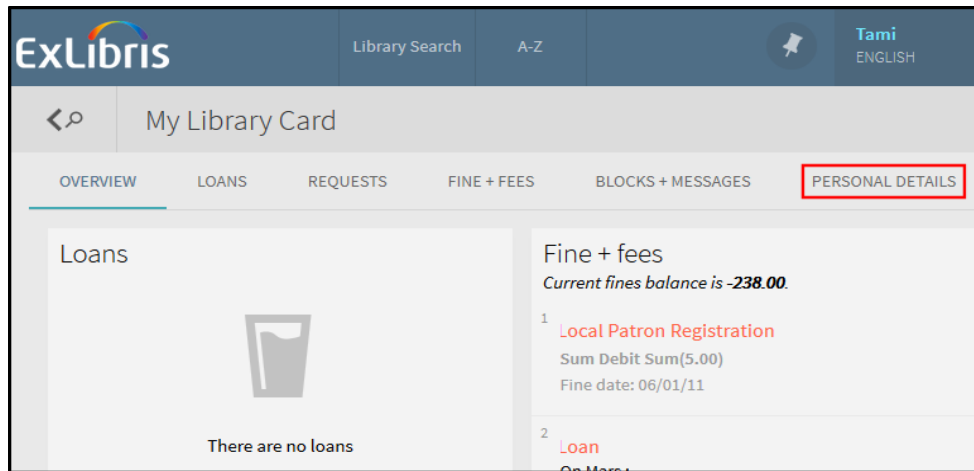 ExLibris
Library Search
A-Z
Tami
ENGLISH
My Library Card
OVERVIEW
LOANS
REQUESTS
FINE + FEES
BLOCKS + MESSAGES
PERSONAL DETAILS
Loans
There are no loans
Fine + fees
Current fines balance is -238.00.
1
Local Patron Registration
Sum Debit Sum(5.00)
Fine date: 06/01/11
2
Loan
On Mars :